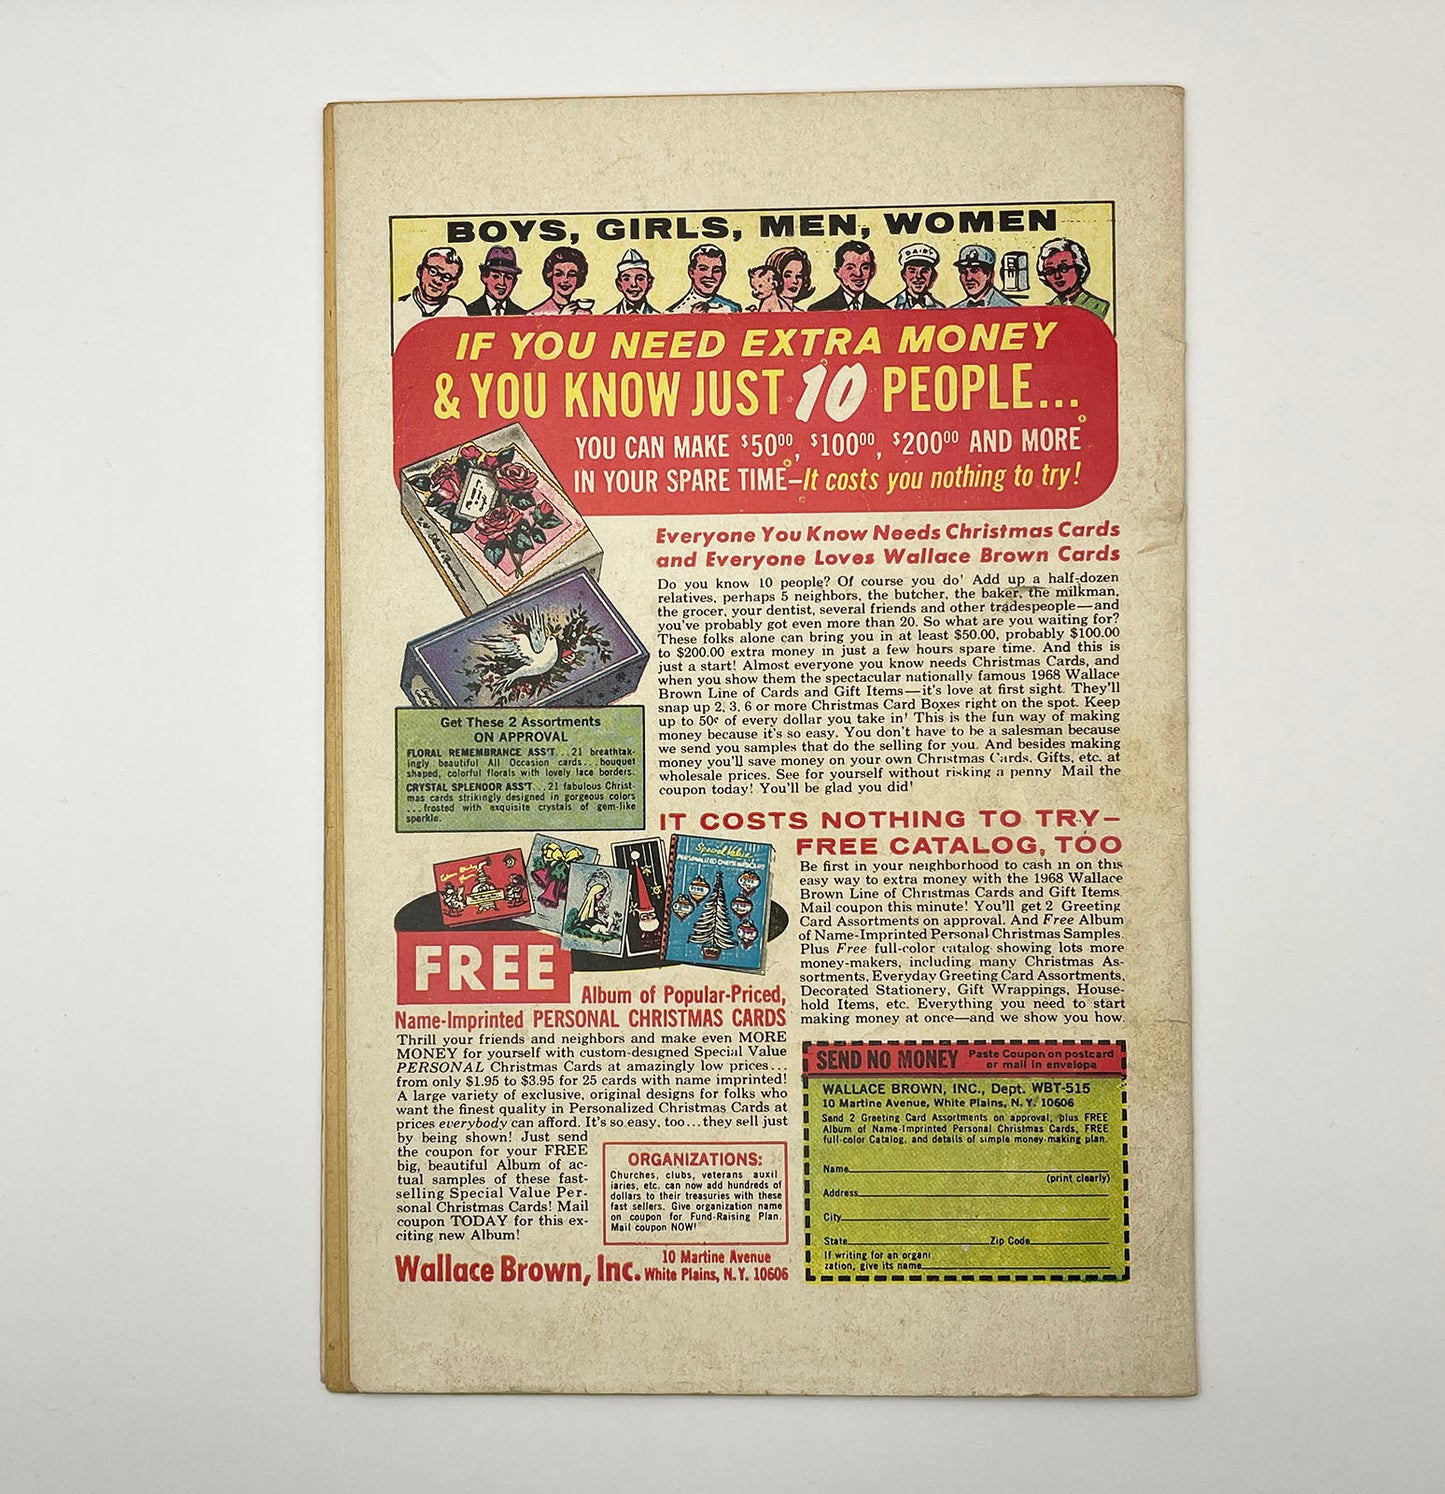 BOYS, GIRLS, MEN, WOMEN
DAIRY
IF YOU NEED EXTRA MONEY
& YOU KNOW JUST 10 PEOPLE...
YOU CAN MAKE $50⁰⁰, $100⁰⁰, $200⁰⁰ AND MORE
IN YOUR SPARE TIME—It costs you nothing to try!
Everyone You Know Needs Christmas Cards
and Everyone Loves Wallace Brown Cards
Do you know 10 people? Of course you do! Add up a half-dozen
relatives, perhaps 5 neighbors, the butcher, the baker, the milkman,
the grocer, your dentist, several friends and other tradespeople—and
you've probably got even more than 20. So what are you waiting for?
These folks alone can bring you in at least $50.00, probably $100.00
to $200.00 extra money in just a few hours spare time. And this is
just a start! Almost everyone you know needs Christmas Cards, and
when you show them the spectacular nationally famous 1968 Wallace
Brown Line of Cards and Gift Items—it's love at first sight. They'll
snap up 2, 3, 6 or more Christmas Card Boxes right on the spot. Keep
up to 50¢ of every dollar you take in! This is the fun way of making
money because it's so easy. You don't have to be a salesman because
we send you samples that do the selling for you. And besides making
money you'll save money on your own Christmas Cards, Gifts, etc. at
wholesale prices. See for yourself without risking a penny Mail the
coupon today! You'll be glad you did!
Get These 2 Assortments
ON APPROVAL
FLORAL REMEMBRANCE ASS'T...21 breathtak-
ingly beautiful All Occasion cards...bouquet
shaped, colorful florals with lovely lace borders.
CRYSTAL SPLENDOR ASS'T...21 fabulous Christ-
mas cards strikingly designed in gorgeous colors
...frosted with exquisite crystals of gem-like
sparkle.
IT COSTS NOTHING TO TRY—
FREE CATALOG, TOO
Be first in your neighborhood to cash in on this
easy way to extra money with the 1968 Wallace
Brown Line of Christmas Cards and Gift Items.
Mail coupon this minute! You'll get 2 Greeting
Card Assortments on approval. And Free Album
of Name-Imprinted Personal Christmas Samples.
Plus Free full-color catalog showing lots more
money-makers, including many Christmas As-
sortments, Everyday Greeting Card Assortments,
Decorated Stationery, Gift Wrappings, House-
hold Items, etc. Everything you need to start
making money at once—and we show you how.
Special Value
FREE
Album of Popular-Priced,
Name-Imprinted PERSONAL CHRISTMAS CARDS
Thrill your friends and neighbors and make even MORE
MONEY for yourself with custom-designed Special Value
PERSONAL Christmas Cards at amazingly low prices...
from only $1.95 to $3.95 for 25 cards with name imprinted!
A large variety of exclusive, original designs for folks who
want the finest quality in Personalized Christmas Cards at
prices everybody can afford. It's so easy, too...they sell just
by being shown! Just send
the coupon for your FREE
big, beautiful Album of ac-
tual samples of these fast-
selling Special Value Per-
sonal Christmas Cards! Mail
coupon TODAY for this ex-
citing new Album!
ORGANIZATIONS:
Churches, clubs, veterans auxil
iaries, etc. can now add hundreds of
dollars to their treasuries with these
fast sellers. Give organization name
on coupon for Fund-Raising Plan.
Mail coupon NOW!
Wallace Brown, Inc. 10 Martine Avenue
White Plains, N.Y. 10606
SEND NO MONEY Paste Coupon on postcard
or mail in envelope
WALLACE BROWN, INC., Dept. WBT-515
10 Martine Avenue, White Plains, N. Y. 10606
Send 2 Greeting Card Assortments on approval, plus FREE
Album of Name-Imprinted Personal Christmas Cards, FREE
full-color Catalog, and details of simple money-making plan.
Name
(print clearly)
Address
City
State Zip Code
If writing for an organi
zation, give its name